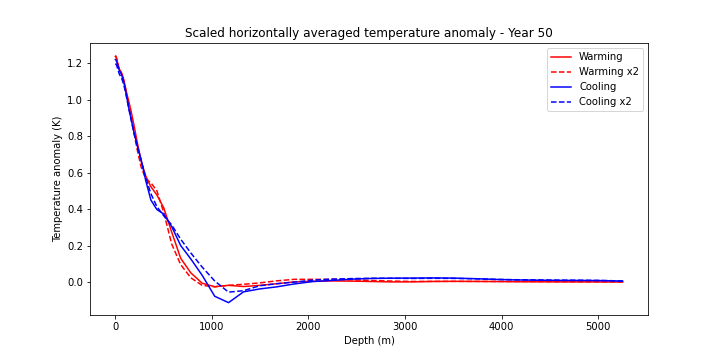 Scaled horizontally averaged temperature anomaly - Year 50
Warming
Warming x2
Cooling
Cooling x2
Temperature anomaly (K)
1.2
1.0
0.8
0.6
0.4
0.2
0.0
0
1000
2000
3000
4000
5000
Depth (m)